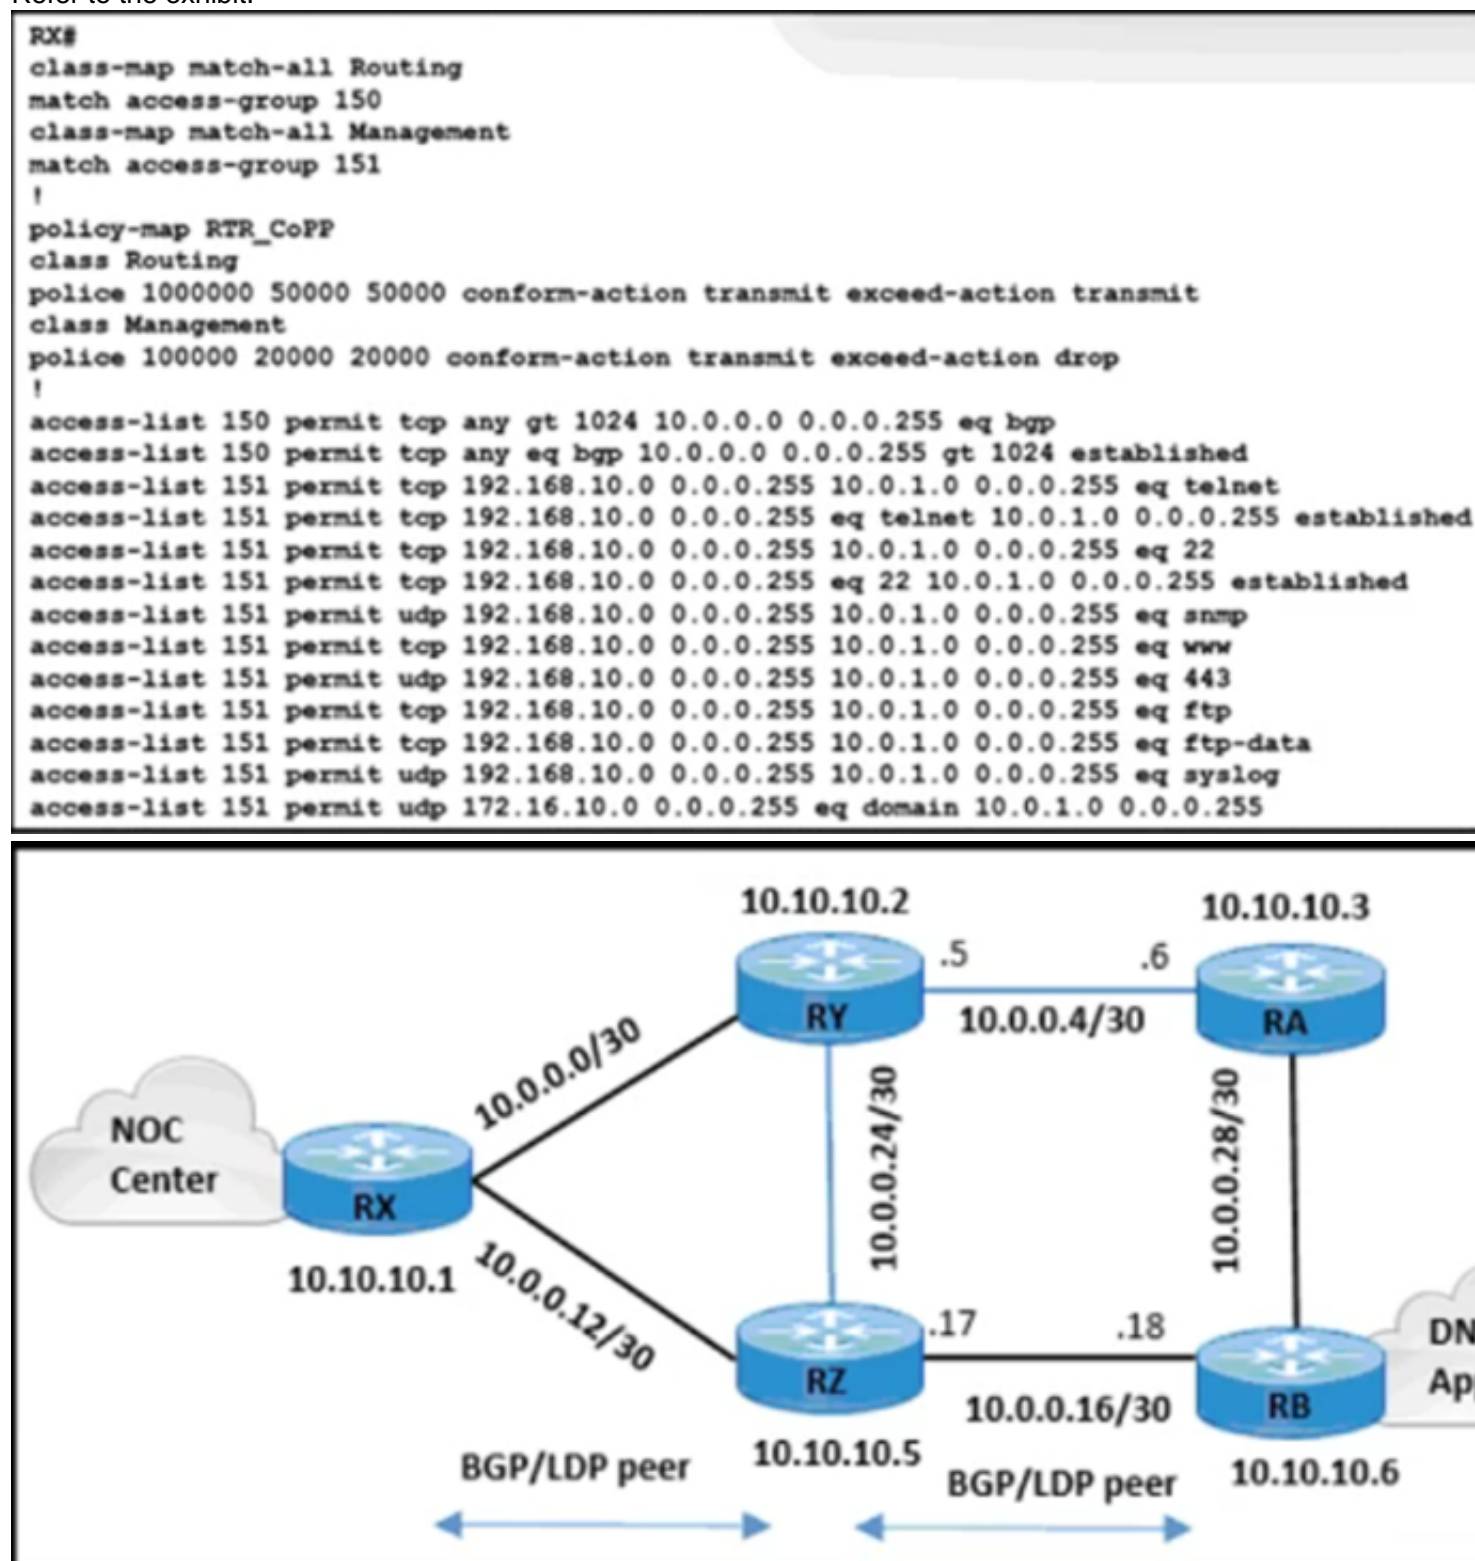 Refer to the exhibit.
RX#
class-map match-all Routing
match access-group 150
class-map match-all Management
match access-group 151
!
policy-map RTR_CoPP
class Routing
police 1000000 50000 50000 conform-action transmit exceed-action transmit
class Management
police 100000 20000 20000 conform-action transmit exceed-action drop
!
access-list 150 permit tcp any gt 1024 10.0.0.0 0.0.0.255 eq bgp
access-list 150 permit tcp any eq bgp 10.0.0.0 0.0.0.255 gt 1024 established
access-list 151 permit tcp 192.168.10.0 0.0.0.255 10.0.1.0 0.0.0.255 eq telnet
access-list 151 permit tcp 192.168.10.0 0.0.0.255 eq telnet 10.0.1.0 0.0.0.255 established
access-list 151 permit tcp 192.168.10.0 0.0.0.255 10.0.1.0 0.0.0.255 eq 22
access-list 151 permit tcp 192.168.10.0 0.0.0.255 eq 22 10.0.1.0 0.0.0.255 established
access-list 151 permit udp 192.168.10.0 0.0.0.255 10.0.1.0 0.0.0.255 eq snmp
access-list 151 permit tcp 192.168.10.0 0.0.0.255 10.0.1.0 0.0.0.255 eq www
access-list 151 permit udp 192.168.10.0 0.0.0.255 10.0.1.0 0.0.0.255 eq 443
access-list 151 permit tcp 192.168.10.0 0.0.0.255 10.0.1.0 0.0.0.255 eq ftp
access-list 151 permit tcp 192.168.10.0 0.0.0.255 10.0.1.0 0.0.0.255 eq ftp-data
access-list 151 permit udp 192.168.10.0 0.0.0.255 10.0.1.0 0.0.0.255 eq syslog
access-list 151 permit udp 172.16.10.0 0.0.0.255 eq domain 10.0.1.0 0.0.0.255
10.10.10.2
10.10.10.3
.5
.6
RY
10.0.0.4/30
RA
10.0.0.0/30
NOC
Center
RX
10.10.10.1
10.0.0.24/30
10.0.0.28/30
10.0.0.12/30
.17
.18
RZ
10.0.0.16/30
RB
DN
App
10.10.10.5
10.10.10.6
BGP/LDP peer
BGP/LDP peer